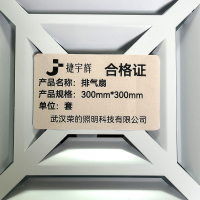 捷宇辉 合格证
产品名称：排气扇
产品规格：300mm*300mm
单位：套
武汉荣的照明科技有限公司